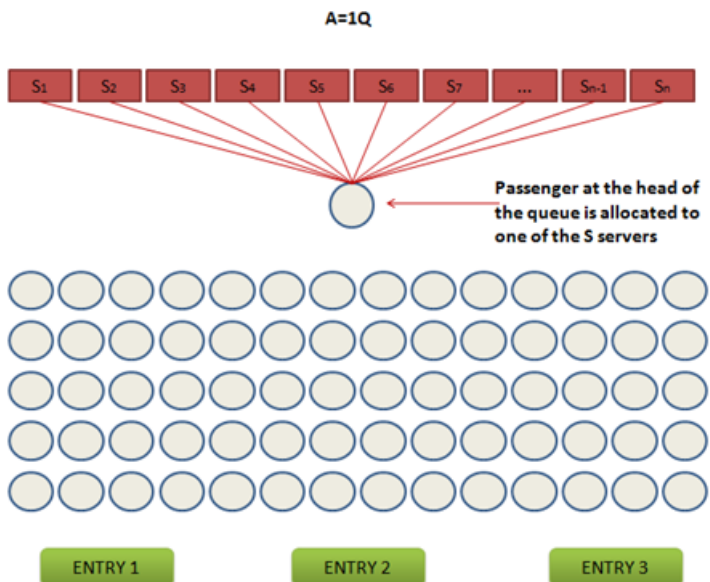 A=1Q
S1 S2 S3 S4 S5 S6 S7 ... Sn-1 Sn
Passenger at the head of
the queue is allocated to
one of the S servers
ENTRY 1 ENTRY 2 ENTRY 3